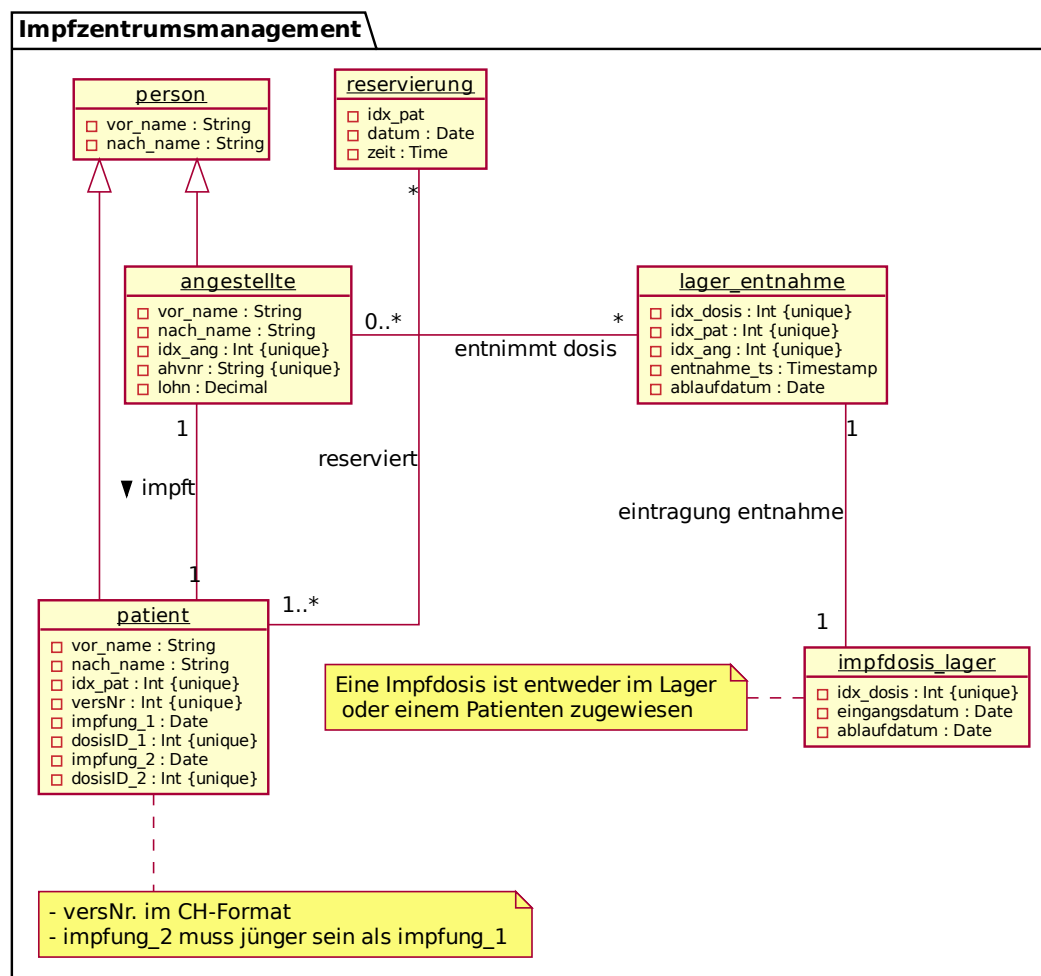 Impfzentrumsmanagement
person
vor_name : String
nach_name : String
reservierung
idx_pat
datum : Date
zeit : Time
*
angestellte
vor_name : String
nach_name : String
idx_ang : Int {unique}
ahvnr : String {unique}
lohn : Decimal
0..*
*
entnimmt dosis
lager_entnahme
idx_dosis : Int {unique}
idx_pat : Int {unique}
idx_ang : Int {unique}
entnahme_ts : Timestamp
ablaufdatum : Date
1
1
reserviert
impft
eintragung entnahme
1
1..*
1
patient
vor_name : String
nach_name : String
idx_pat : Int {unique}
versNr : Int {unique}
impfung_1 : Date
dosisID_1 : Int {unique}
impfung_2 : Date
dosisID_2 : Int {unique}
Eine Impfdosis ist entweder im Lager
oder einem Patienten zugewiesen
impfdosis_lager
idx_dosis : Int {unique}
eingangsdatum : Date
ablaufdatum : Date
- versNr. im CH-Format
- impfung_2 muss jünger sein als impfung_1